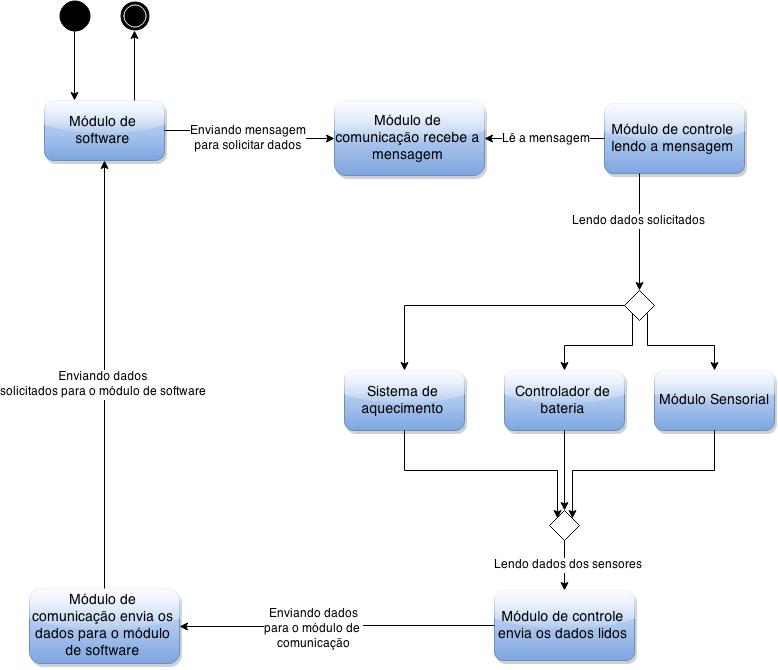 Módulo de
software
Enviando mensagem
para solicitar dados
Módulo de
comunicação recebe a
mensagem
Lê a mensagem
Módulo de controle
lendo a mensagem
Lendo dados solicitados
Sistema de
aquecimento
Controlador de
bateria
Módulo Sensorial
Enviando dados
solicitados para o módulo de software
Lendo dados dos sensores
Módulo de controle
envia os dados lidos
Enviando dados
para o módulo de
comunicação
Módulo de
comunicação envia os
dados para o módulo
de software